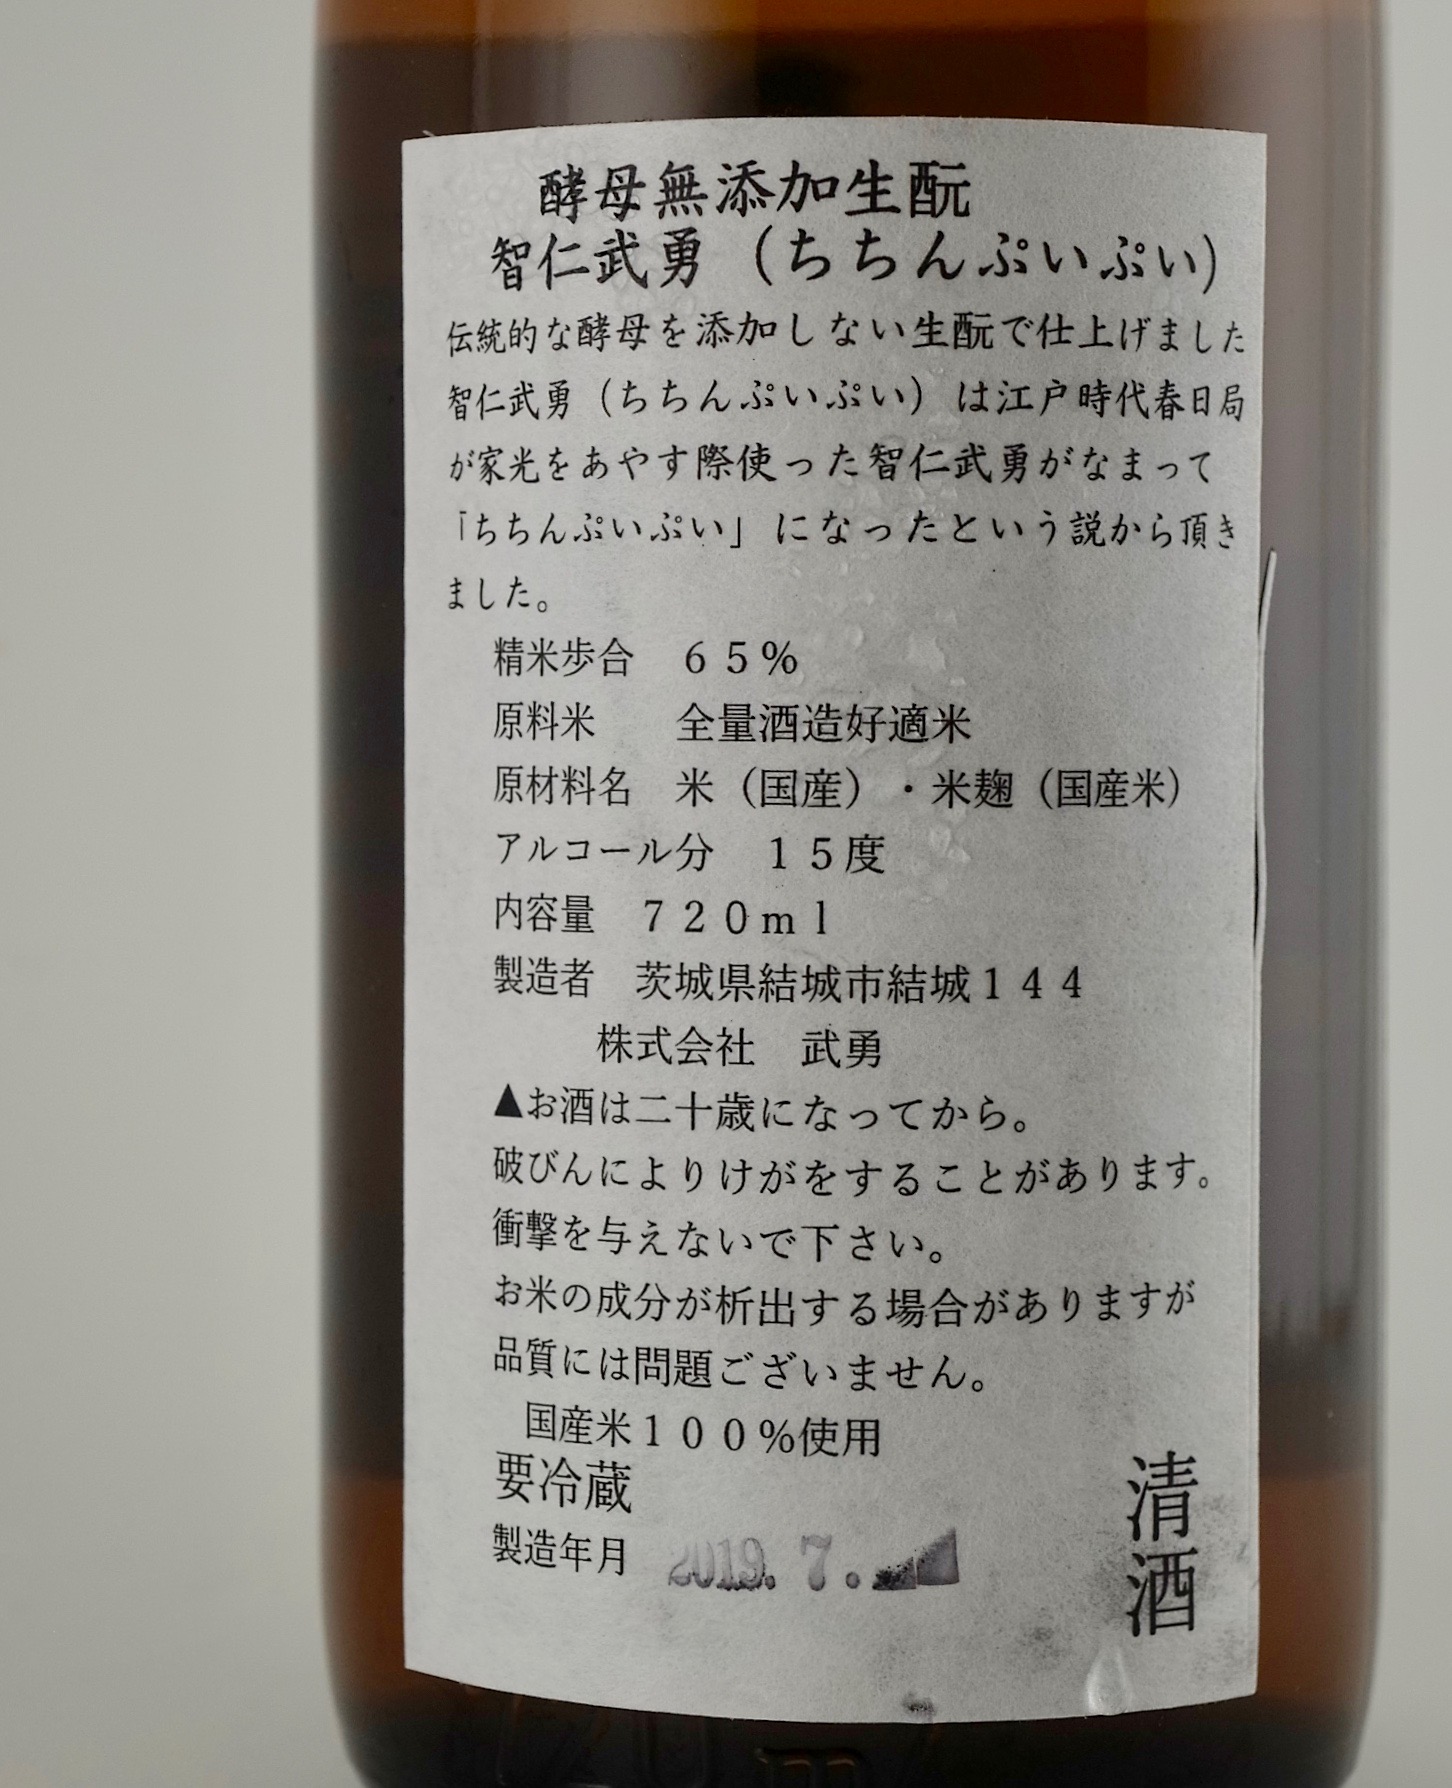 酵母無添加生酛
智仁武勇（ちちんぷいぷい）
伝統的な酵母を添加しない生酛で仕上げました
智仁武勇（ちちんぷいぷい）は江戸時代春日局
が家光をあやす際使った智仁武勇がなまって
「ちちんぷいぷい」になったという説から頂き
ました。
精米歩合　６５%
原料米　　全量酒造好適米
原材料名　米（国産）・米麹（国産米）
アルコール分　１５度
内容量　７２０ｍｌ
製造者　茨城県結城市結城１４４
株式会社　武勇
▲お酒は二十歳になってから。
破びんによりけがをすることがあります。
衝撃を与えないで下さい。
お米の成分が析出する場合がありますが
品質には問題ございません。
国産米１００%使用
要冷蔵
製造年月 2019. 7.
清酒